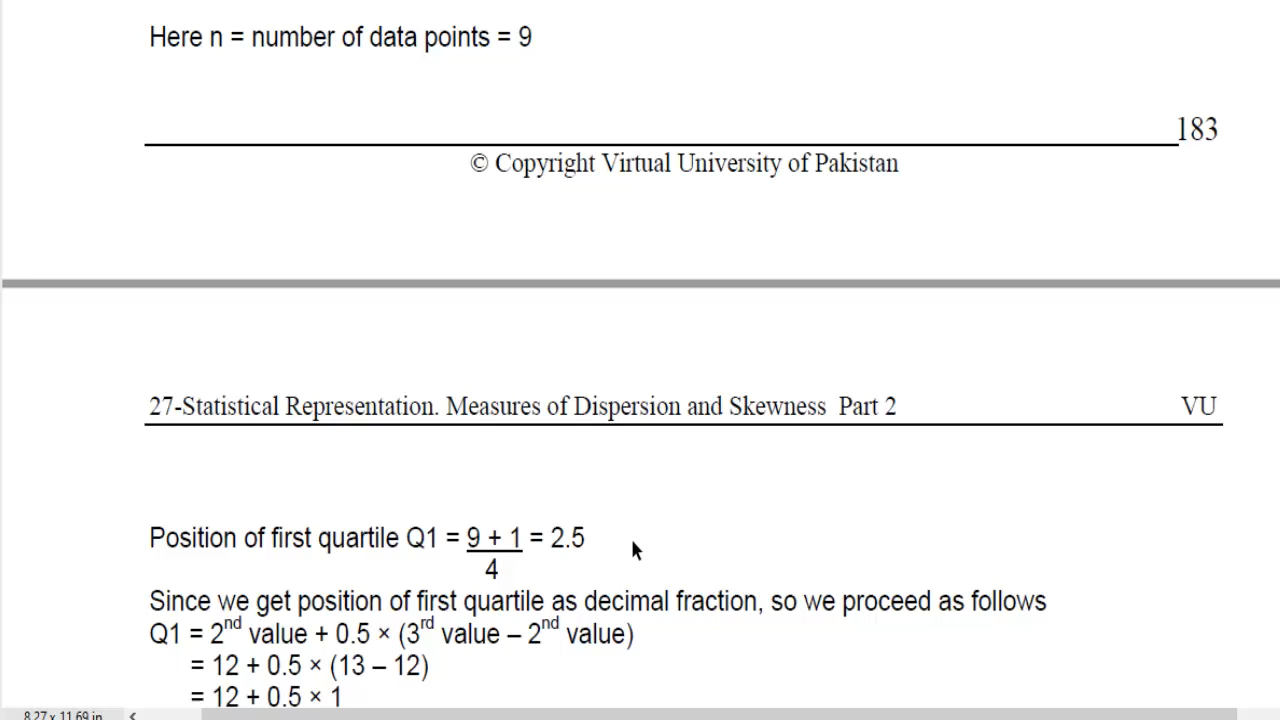 Here n = number of data points = 9
183
© Copyright Virtual University of Pakistan
27-Statistical Representation. Measures of Dispersion and Skewness Part 2 VU
Position of first quartile Q1 = 9 + 1 = 2.5
4
Since we get position of first quartile as decimal fraction, so we proceed as follows
Q1 = 2nd value + 0.5 × (3rd value – 2nd value)
= 12 + 0.5 × (13 – 12)
= 12 + 0.5 × 1
8.27 x 11.69 in